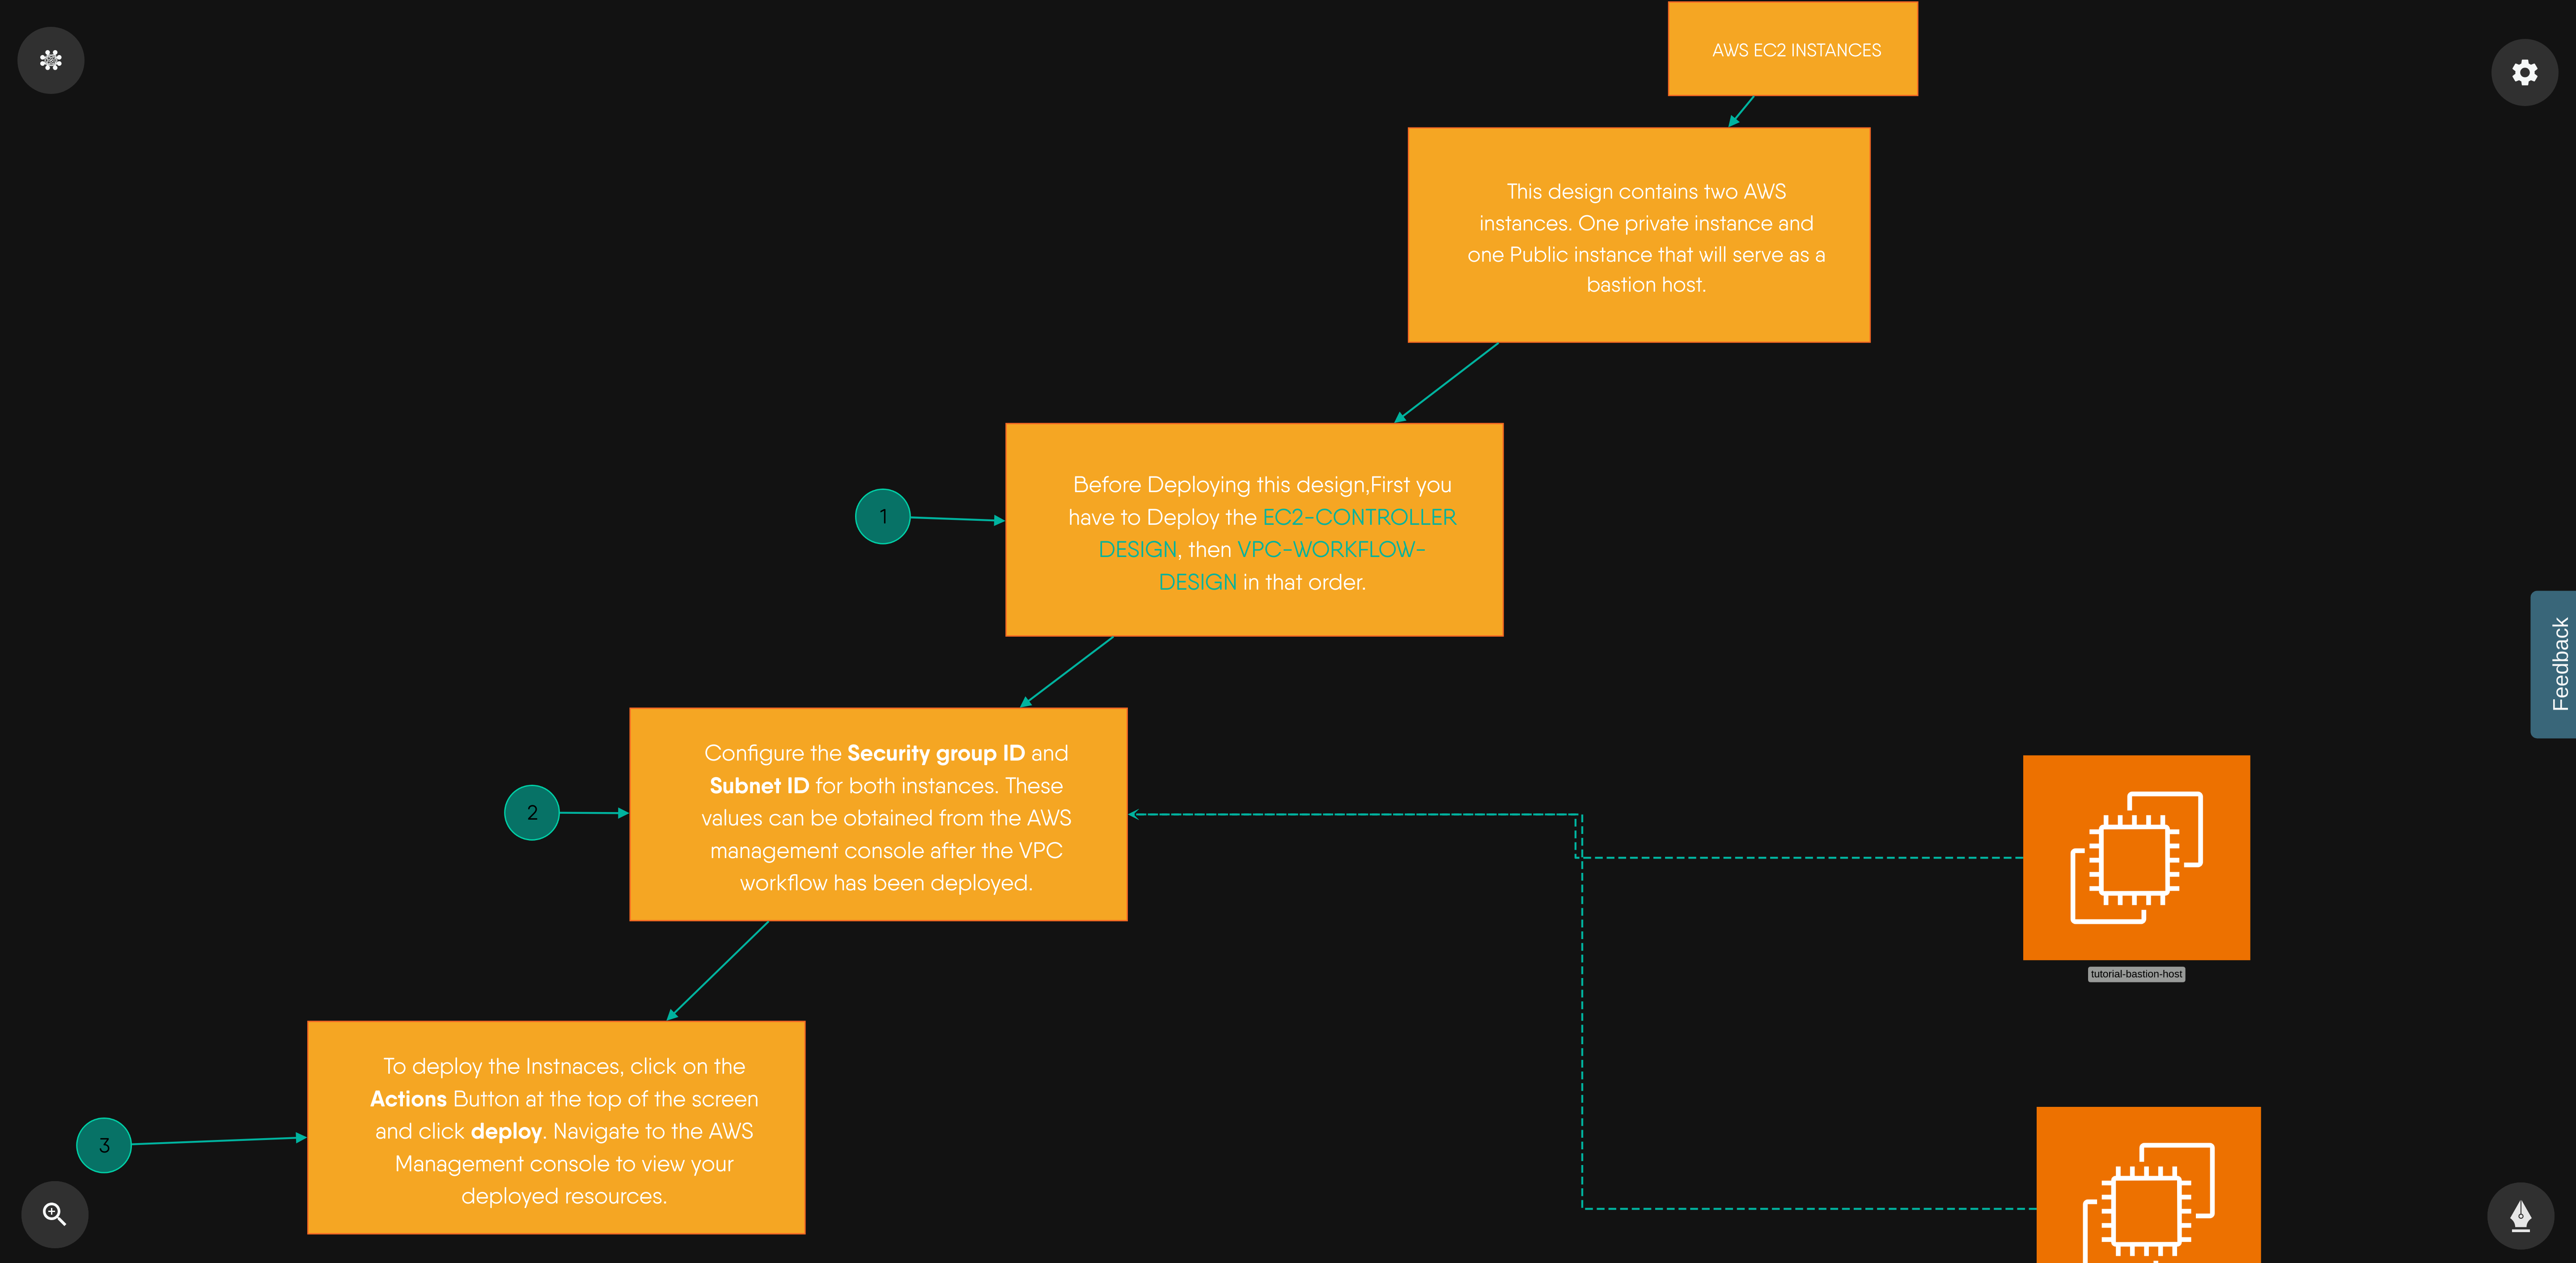 AWS EC2 INSTANCES
This design contains two AWS
instances. One private instance and
one Public instance that will serve as a
bastion host.
1
Before Deploying this design,First you
have to Deploy the EC2-CONTROLLER
DESIGN, then VPC-WORKFLOW-
DESIGN in that order.
Feedback
2
Configure the Security group ID and
Subnet ID for both instances. These
values can be obtained from the AWS
management console after the VPC
workflow has been deployed.
tutorial-bastion-host
3
To deploy the Instnaces, click on the
Actions Button at the top of the screen
and click deploy. Navigate to the AWS
Management console to view your
deployed resources.